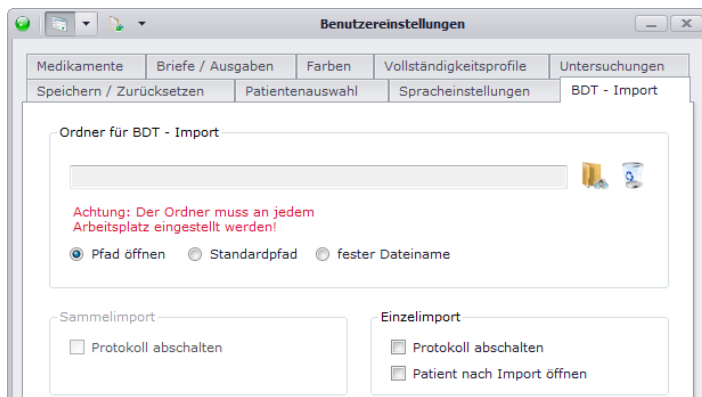 Benutzereinstellungen
Medikamente Briefe / Ausgaben Farben Vollständigkeitsprofile Untersuchungen
Speichern / Zurücksetzen Patientenauswahl Spracheinstellungen BDT - Import
Ordner für BDT - Import
Achtung: Der Ordner muss an jedem
Arbeitsplatz eingestellt werden!
Pfad öffnen Standardpfad fester Dateiname
Sammelimport Einzelimport
Protokoll abschalten Protokoll abschalten
Patient nach Import öffnen